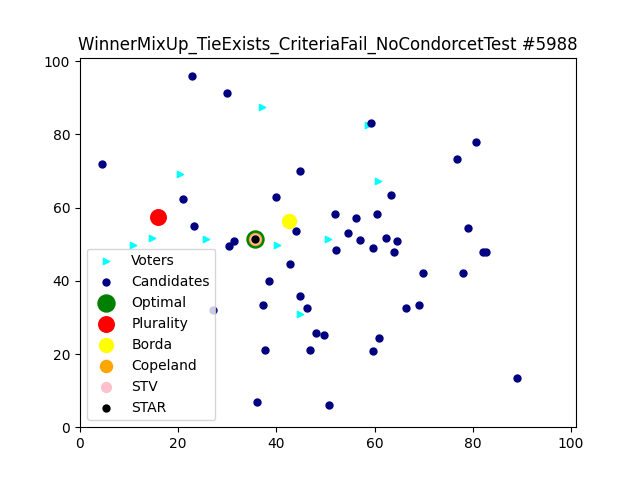 WinnerMixUp_TieExists_CriteriaFail_NoCondorcetTest #5988
100
80
60
40
20
0
Voters
Candidates
Optimal
Plurality
Borda
Copeland
STV
STAR
0 20 40 60 80 100